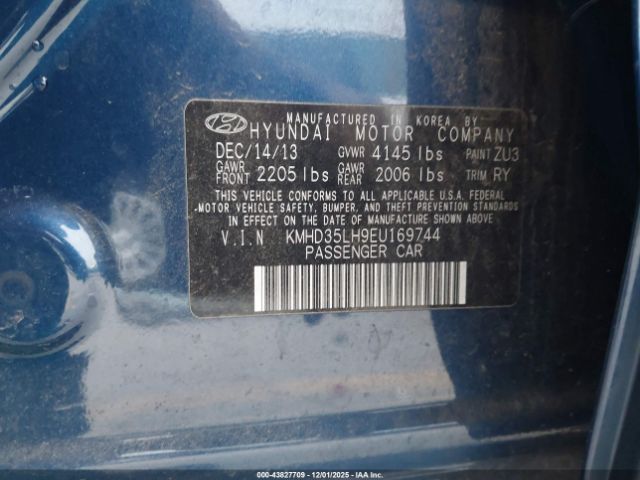 MANUFACTURED IN KOREA BY
HYUNDAI MOTOR COMPANY
DEC/14/13 GVWR 4145 lbs PAINT ZU3
GAWR FRONT 2205 lbs GAWR REAR 2006 lbs TRIM RY
THIS VEHICLE CONFORMS TO ALL APPLICABLE U.S.A. FEDERAL
MOTOR VEHICLE SAFETY, BUMPER, AND THEFT PREVENTION STANDARDS
IN EFFECT ON THE DATE OF MANUFACTURE SHOWN ABOVE.
V.I.N KMHD35LH9EU169744
PASSENGER CAR
000-43827709 - 12/01/2025 - IAA Inc.